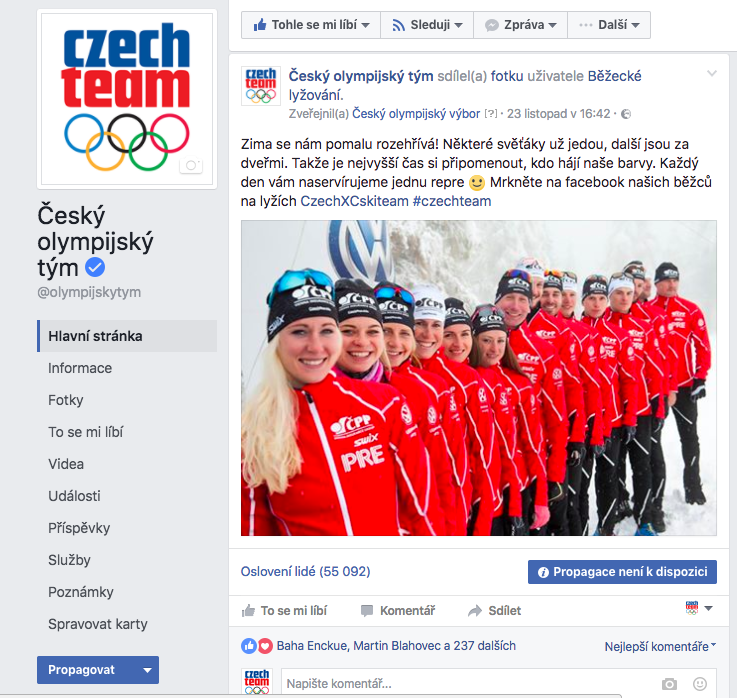 czech
team
Český
olympijský
tým
@olympijskytym
Hlavní stránka
Informace
Fotky
To se mi líbí
Videa
Události
Příspěvky
Služby
Poznámky
Spravovat karty
Propagovat
Tohle se mi líbí
Sleduji
Zpráva
Další
czech
team
Český olympijský tým sdílel(a) fotku uživatele Běžecké
lyžování.
Zveřejnil(a) Český olympijský výbor [?] · 23 listopad v 16:42 ·
Zima se nám pomalu rozehřívá! Některé světáky už jedou, další jsou za
dveřmi. Takže je nejvyšší čas si připomenout, kdo hájí naše barvy. Každý
den vám naservírujeme jednu repre
Mrkněte na facebook našich běžců
na lyžích CzechXCskiteam #czechteam
ČPP
swix
ČPP
swix
PRE
PRE
Oslovení lidé (55 092)
Propagace není k dispozici
To se mi líbí
Komentář
Sdílet
Baha Enckue, Martin Blahovec a 237 dalších
Nejlepší komentáře
czech
team
Napište komentář...